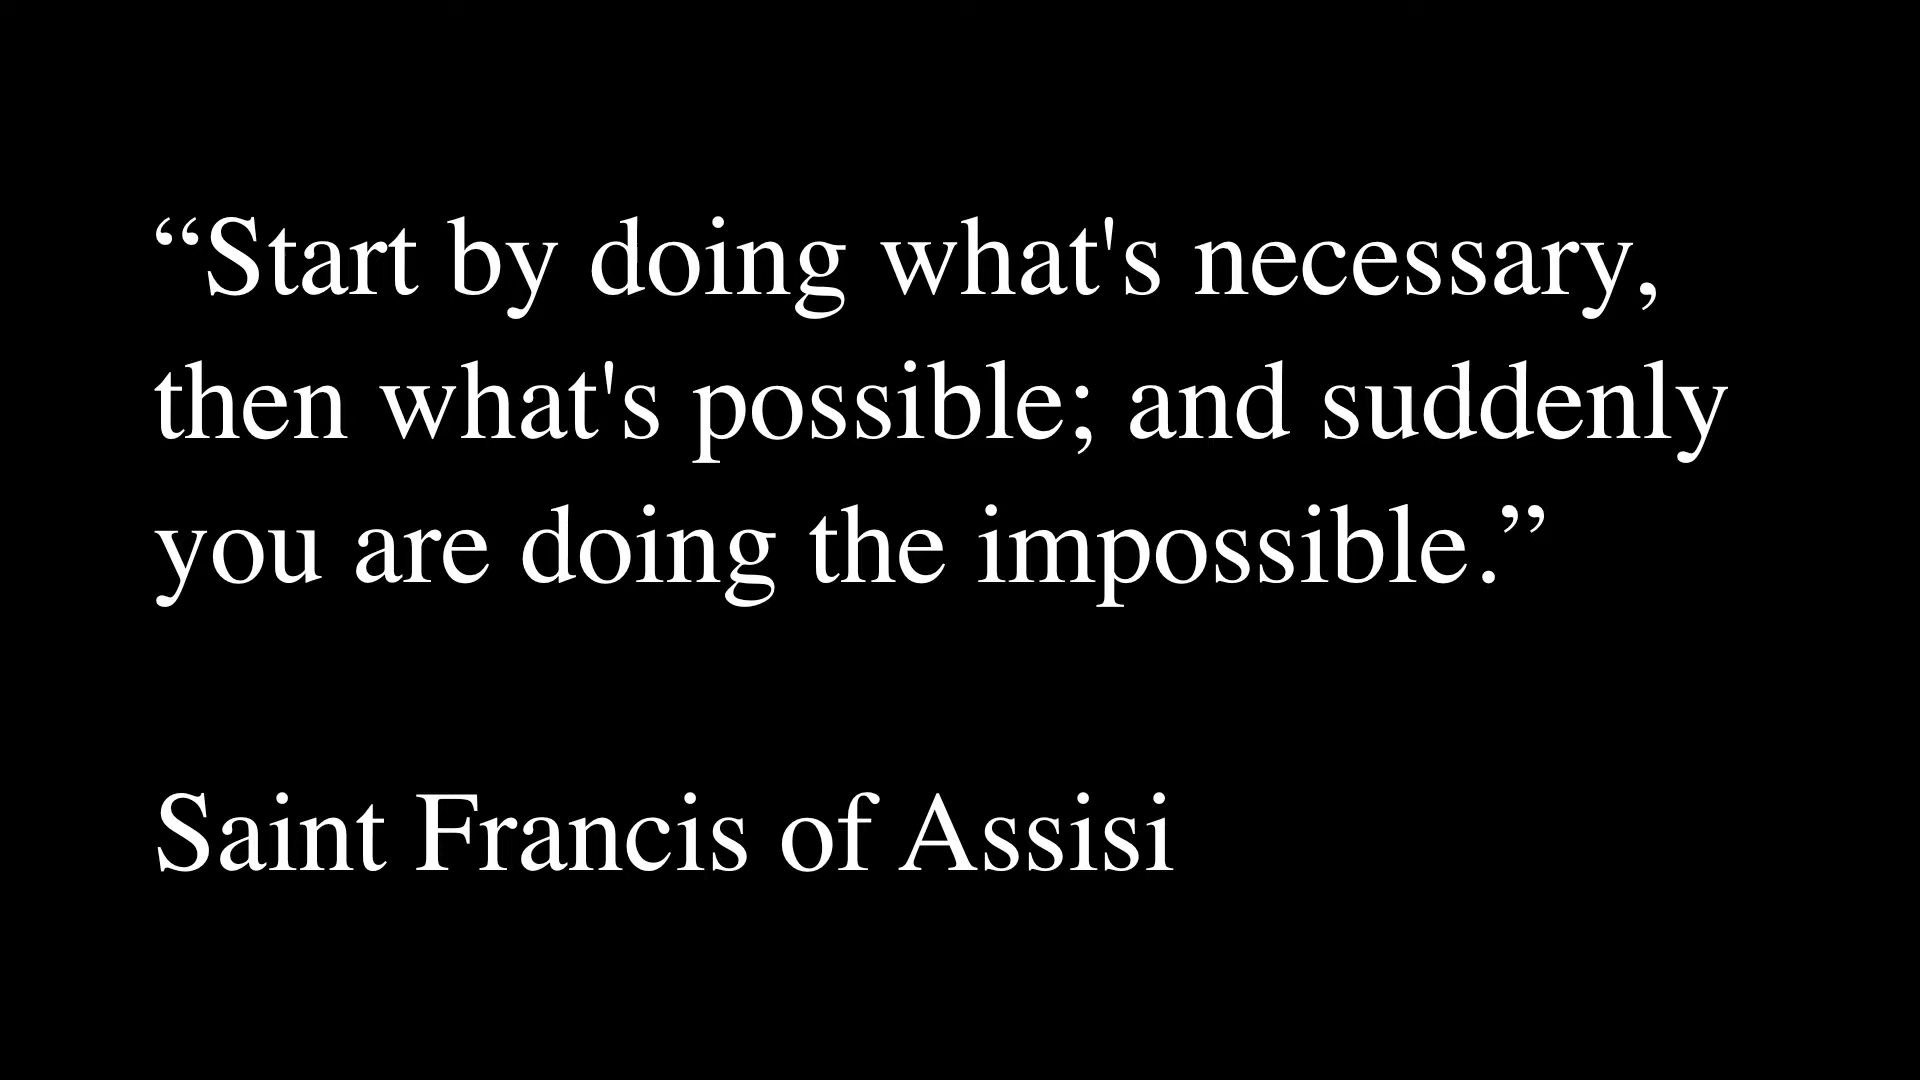 “Start by doing what's necessary,
then what's possible; and suddenly
you are doing the impossible.”
Saint Francis of Assisi